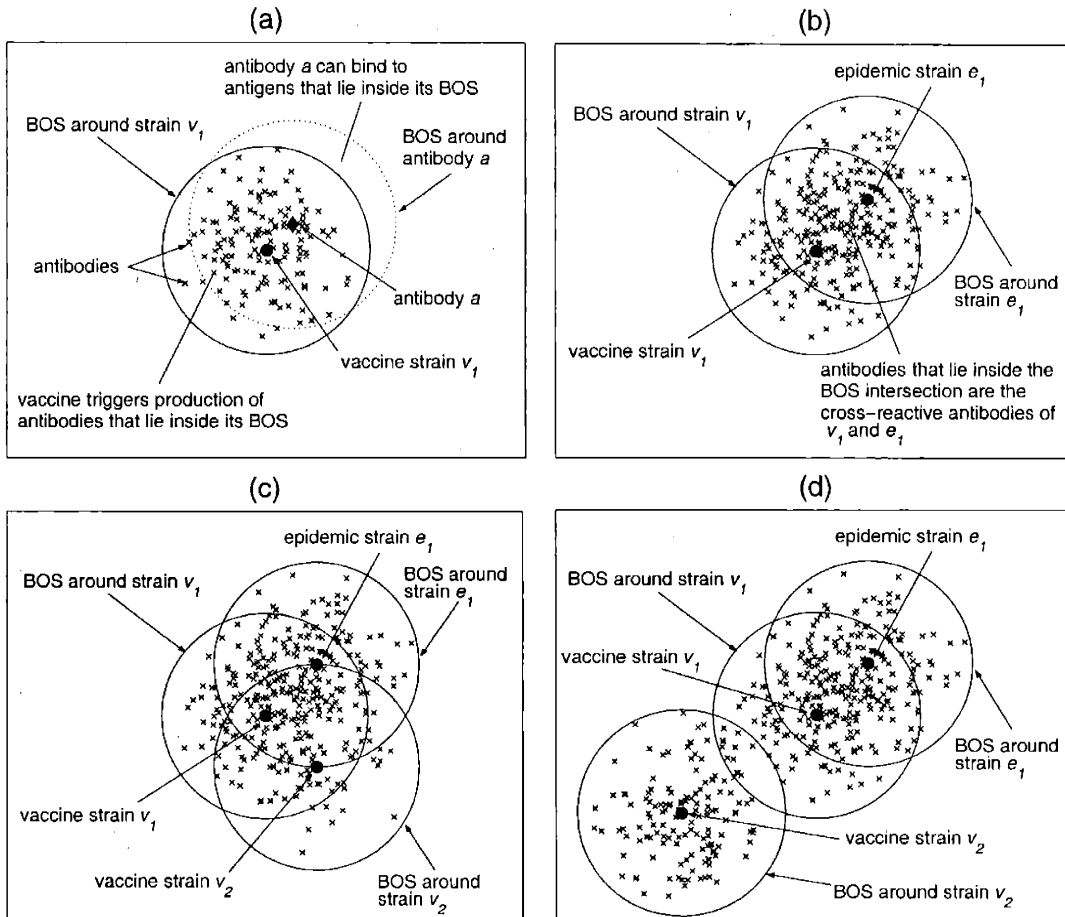 (a)
antibody a can bind to
antigens that lie inside its BOS
BOS around strain v1
BOS around
antibody a
antibodies
antibody a
vaccine strain v1
vaccine triggers production of
antibodies that lie inside its BOS
(b)
epidemic strain e1
BOS around strain v1
BOS around
strain e1
vaccine strain v1
antibodies that lie inside the
BOS intersection are the
cross-reactive antibodies of
v1 and e1
(c)
epidemic strain e1
BOS around strain v1
BOS around
strain e1
vaccine strain v1
vaccine strain v2
BOS around
strain v2
(d)
epidemic strain e1
BOS around strain v1
vaccine strain v1
BOS around
strain e1
vaccine strain v2
BOS around strain v2